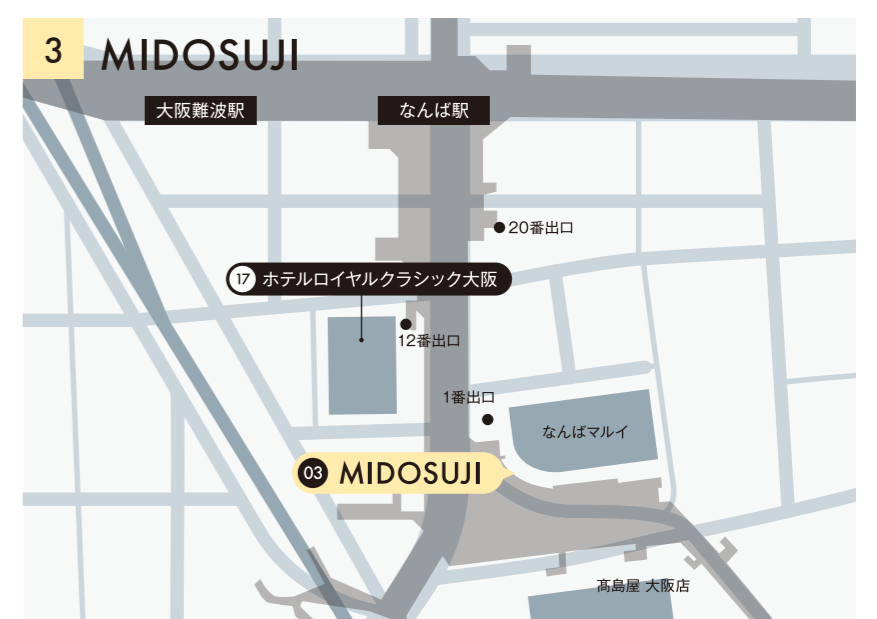 3 MIDOSUJI
大阪難波駅
なんば駅
20番出口
17 ホテルロイヤルクラシック大阪
12番出口
1番出口
なんばマルイ
03 MIDOSUJI
髙島屋 大阪店